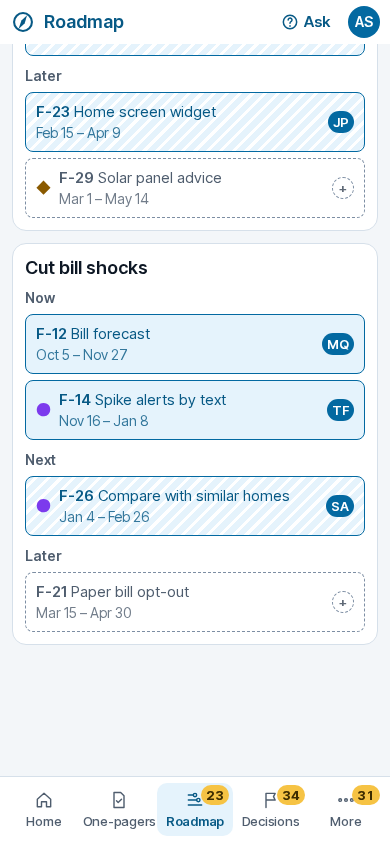 Roadmap
Ask
AS
Later
F-23 Home screen widget
Feb 15 – Apr 9
JP
F-29 Solar panel advice
Mar 1 – May 14
+
Cut bill shocks
Now
F-12 Bill forecast
Oct 5 – Nov 27
MQ
F-14 Spike alerts by text
Nov 16 – Jan 8
TF
Next
F-26 Compare with similar homes
Jan 4 – Feb 26
SA
Later
F-21 Paper bill opt-out
Mar 15 – Apr 30
+
23
34
31
Home
One-pagers
Roadmap
Decisions
More